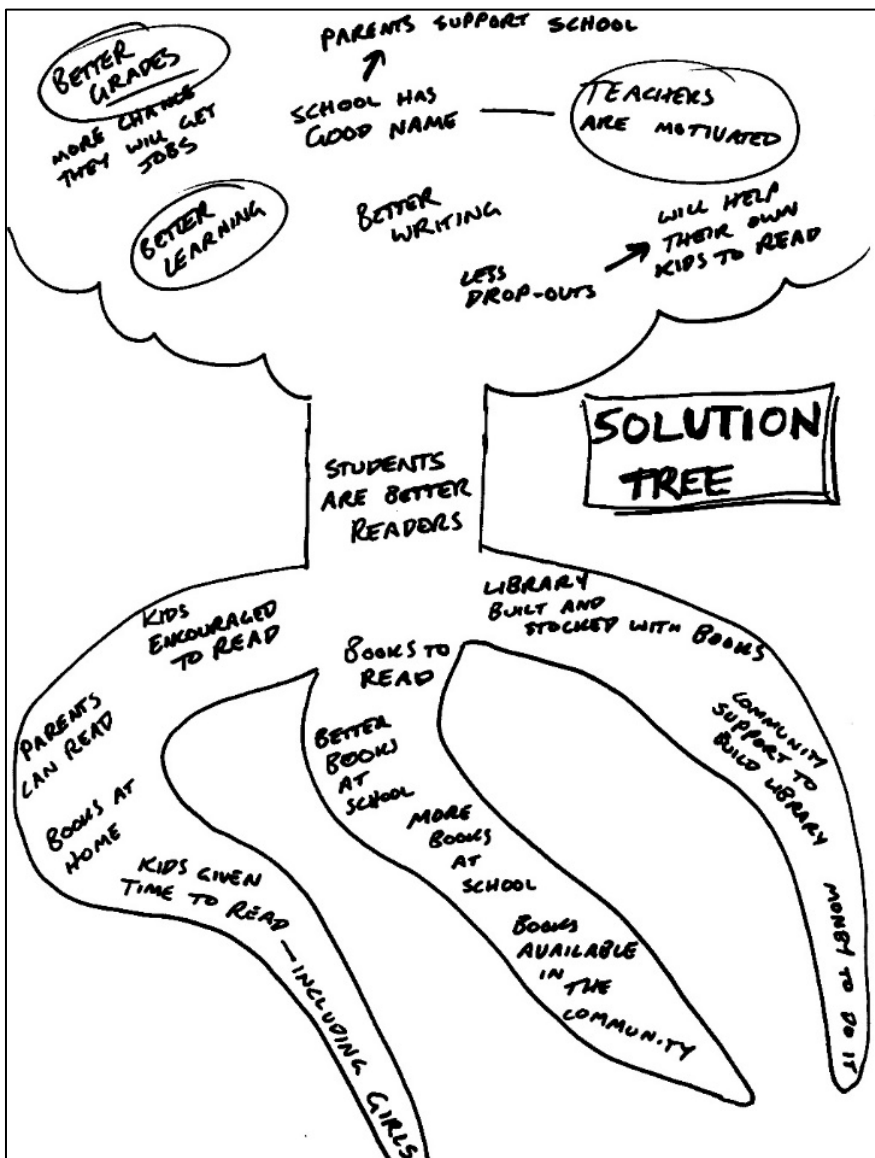 PARENTS SUPPORT SCHOOL
BETTER
GRADES
MORE CHANCE
THEY WILL GET
JOBS
SCHOOL HAS
GOOD NAME
TEACHERS
ARE MOTIVATED
BETTER
LEARNING
BETTER
WRITING
LESS
DROP-OUTS
WILL HELP
THEIR OWN
KIDS TO READ
SOLUTION
TREE
STUDENTS
ARE BETTER
READERS
KIDS
ENCOURAGED
TO READ
PARENTS
CAN READ
BOOKS AT
HOME
KIDS GIVEN
TIME TO READ — INCLUDING GIRLS
BOOKS TO
READ
BETTER
BOOKS
AT
SCHOOL
MORE
BOOKS
AT
SCHOOL
BOOKS
AVAILABLE
IN
THE
COMMUNITY
LIBRARY
BUILT AND
STOCKED WITH BOOKS
COMMUNITY
SUPPORT TO
BUILD LIBRARY
MONEY TO DO IT